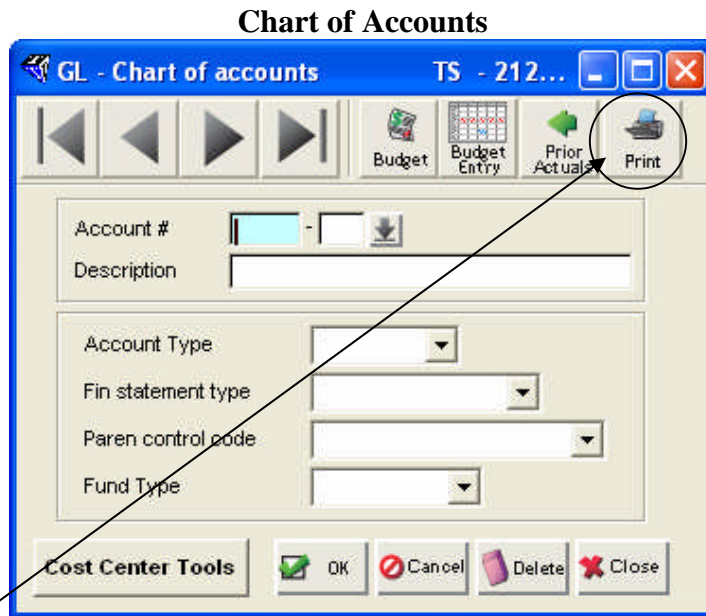 Chart of Accounts
GL - Chart of accounts TS - 212...
Budget
Budget Entry
Prior Actuals
Print
Account # -
Description
Account Type
Fin statement type
Paren control code
Fund Type
Cost Center Tools
OK
Cancel
Delete
Close